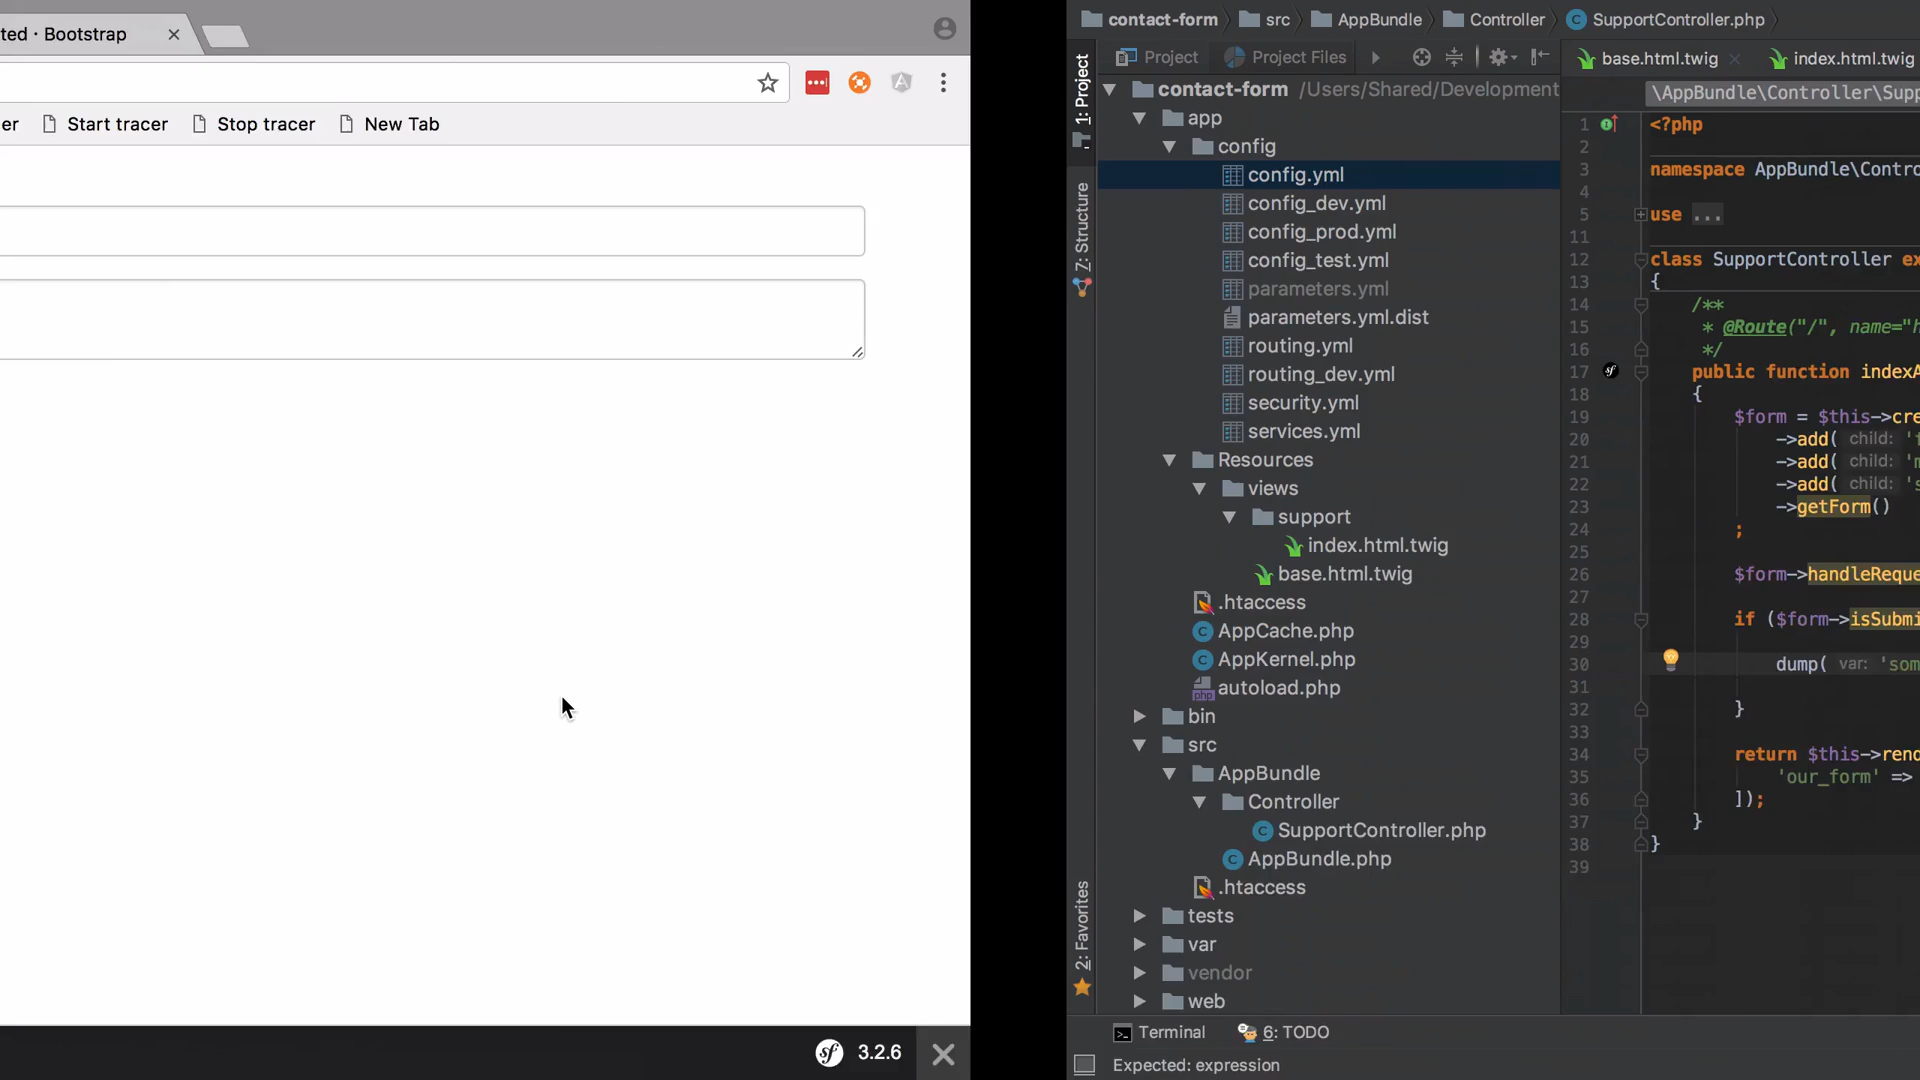 ted · Bootstrap
er
Start tracer
Stop tracer
New Tab
3.2.6
contact-form
src
AppBundle
Controller
SupportController.php
1: Project
Z: Structure
2: Favorites
Project
Project Files
contact-form /Users/Shared/Development
app
config
config.yml
config_dev.yml
config_prod.yml
config_test.yml
parameters.yml
parameters.yml.dist
routing.yml
routing_dev.yml
security.yml
services.yml
Resources
views
support
index.html.twig
base.html.twig
.htaccess
AppCache.php
AppKernel.php
autoload.php
bin
src
AppBundle
Controller
SupportController.php
AppBundle.php
.htaccess
tests
var
vendor
web
base.html.twig
index.html.twig
\AppBundle\Controller\Supp
1 <?php
2
3 namespace AppBundle\Contro
4
5 use ...
11
12 class SupportController ex
13 {
14 /**
15 * @Route("/", name="h
16 */
17 public function indexA
18 {
19 $form = $this->cre
20 ->add( child: 'f
21 ->add( child: 'm
22 ->add( child: 's
23 ->getForm()
24 ;
25
26 $form->handleReque
27
28 if ($form->isSubmi
29
30 dump( var: 'som
31
32 }
33
34 return $this->rend
35 'our_form' =>
36 ]);
37 }
38 }
39
Terminal
6: TODO
Expected: expression